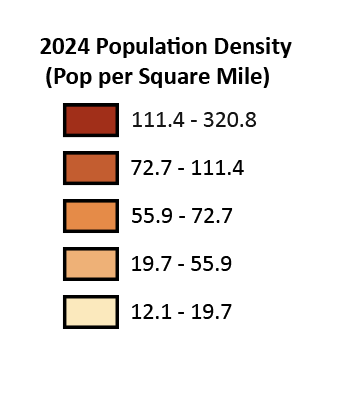 2024 Population Density
(Pop per Square Mile)
111.4 - 320.8
72.7 - 111.4
55.9 - 72.7
19.7 - 55.9
12.1 - 19.7